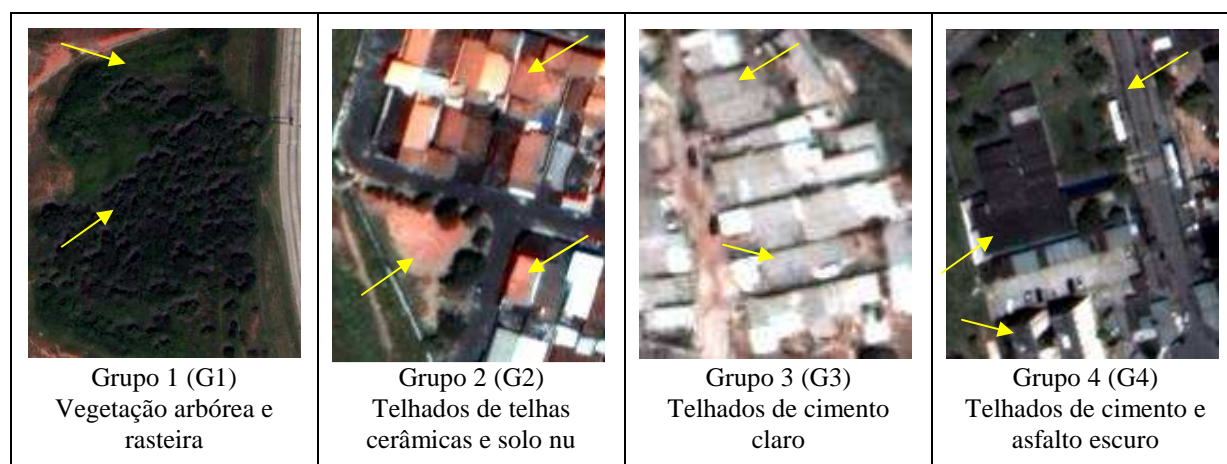 Grupo 1 (G1)
Vegetação arbórea e
rasteira
Grupo 2 (G2)
Telhados de telhas
cerâmicas e solo nu
Grupo 3 (G3)
Telhados de cimento
claro
Grupo 4 (G4)
Telhados de cimento e
asfalto escuro